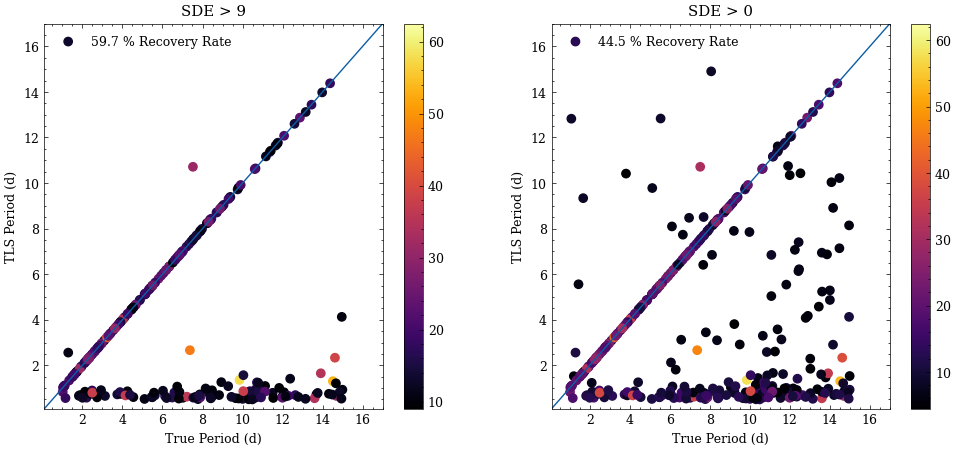 SDE > 9
59.7 % Recovery Rate
16
14
12
10
8
6
4
2
TLS Period (d)
2 4 6 8 10 12 14 16
True Period (d)
60
50
40
30
20
10
SDE > 0
44.5 % Recovery Rate
16
14
12
10
8
6
4
2
TLS Period (d)
2 4 6 8 10 12 14 16
True Period (d)
60
50
40
30
20
10